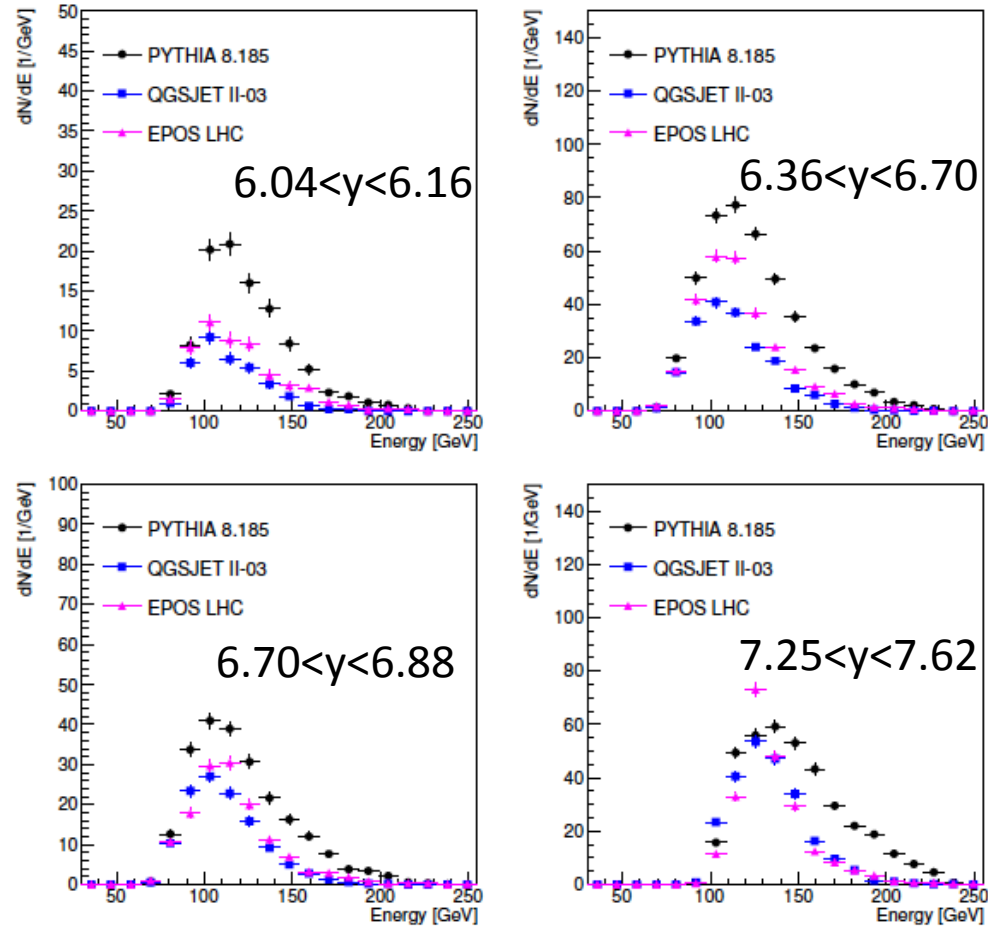 dN/dE [1/GeV]
50
45
40
35
30
25
20
15
10
5
0
PYTHIA 8.185
QGSJET II-03
EPOS LHC
6.04<y<6.16
50 100 150 200 250
Energy [GeV]
dN/dE [1/GeV]
140
120
100
80
60
40
20
0
PYTHIA 8.185
QGSJET II-03
EPOS LHC
6.36<y<6.70
50 100 150 200 250
Energy [GeV]
dN/dE [1/GeV]
100
90
80
70
60
50
40
30
20
10
0
PYTHIA 8.185
QGSJET II-03
EPOS LHC
6.70<y<6.88
50 100 150 200 250
Energy [GeV]
dN/dE [1/GeV]
140
120
100
80
60
40
20
0
PYTHIA 8.185
QGSJET II-03
EPOS LHC
7.25<y<7.62
50 100 150 200 250
Energy [GeV]